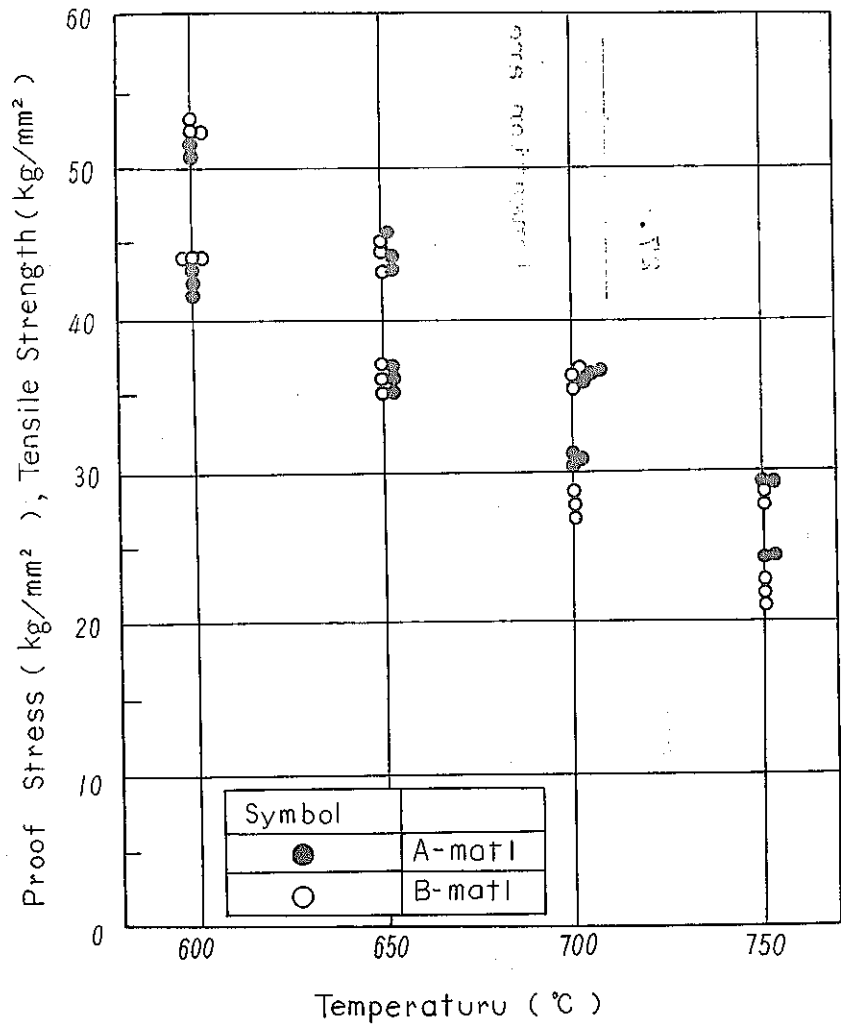 Proof Stress ( kg/mm² ), Tensile Strength ( kg/mm² )
60
50
40
30
20
10
0
600
650
700
750
Temperaturu ( °C )
Symbol
● A-matl
○ B-matl